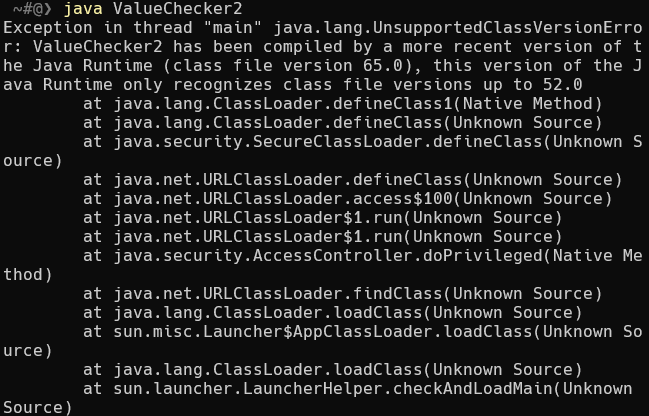 ~#@❯ java ValueChecker2
Exception in thread "main" java.lang.UnsupportedClassVersionErro
r: ValueChecker2 has been compiled by a more recent version of t
he Java Runtime (class file version 65.0), this version of the J
ava Runtime only recognizes class file versions up to 52.0
        at java.lang.ClassLoader.defineClass1(Native Method)
        at java.lang.ClassLoader.defineClass(Unknown Source)
        at java.security.SecureClassLoader.defineClass(Unknown S
ource)
        at java.net.URLClassLoader.defineClass(Unknown Source)
        at java.net.URLClassLoader.access$100(Unknown Source)
        at java.net.URLClassLoader$1.run(Unknown Source)
        at java.net.URLClassLoader$1.run(Unknown Source)
        at java.security.AccessController.doPrivileged(Native Me
thod)
        at java.net.URLClassLoader.findClass(Unknown Source)
        at java.lang.ClassLoader.loadClass(Unknown Source)
        at sun.misc.Launcher$AppClassLoader.loadClass(Unknown So
urce)
        at java.lang.ClassLoader.loadClass(Unknown Source)
        at sun.launcher.LauncherHelper.checkAndLoadMain(Unknown
Source)